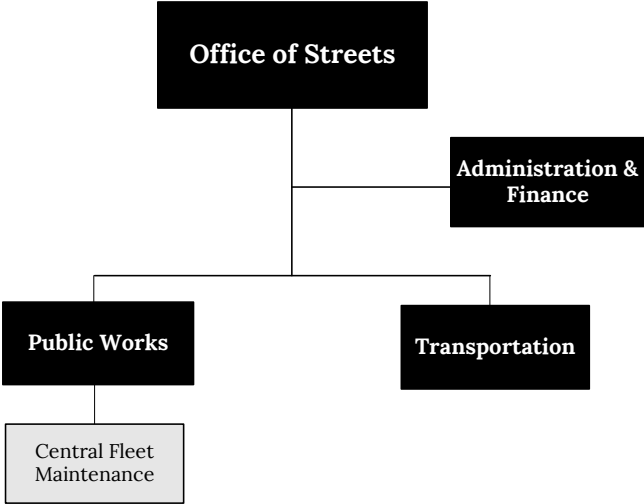 Office of Streets
Administration &
Finance
Public Works
Transportation
Central Fleet
Maintenance